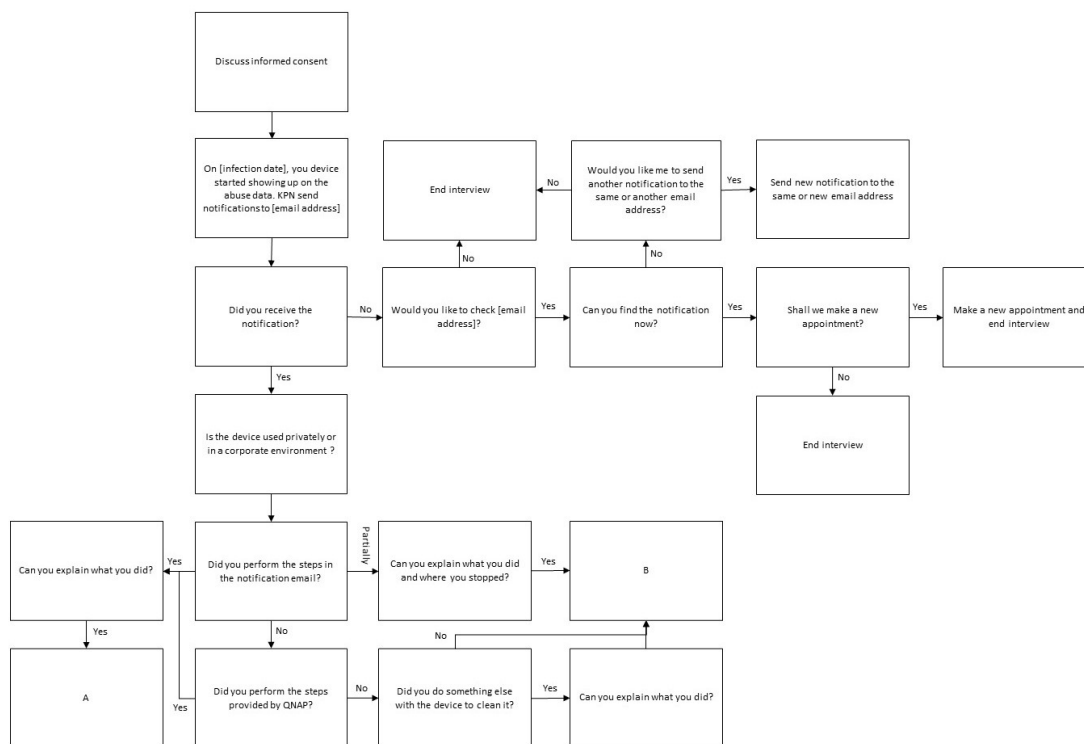 Discuss informed consent
On [infection date], you device
started showing up on the
abuse data. KPN send
notifications to [email address]
End interview
No
Would you like me to send
another notification to the
same or another email
address?
Yes
Send new notification to the
same or new email address
No
No
Did you receive the
notification?
No
Would you like to check [email
address]?
Yes
Can you find the notification
now?
Yes
Shall we make a new
appointment?
Yes
Make a new appointment and
end interview
Yes
No
Is the device used privately or
in a corporate environment ?
End interview
Can you explain what you did?
Yes
Did you perform the steps in
the notification email?
Partially
Can you explain what you did
and where you stopped?
Yes
B
Yes
No
No
A
Yes
Did you perform the steps
provided by QNAP?
No
Did you do something else
with the device to clean it?
Yes
Can you explain what you did?